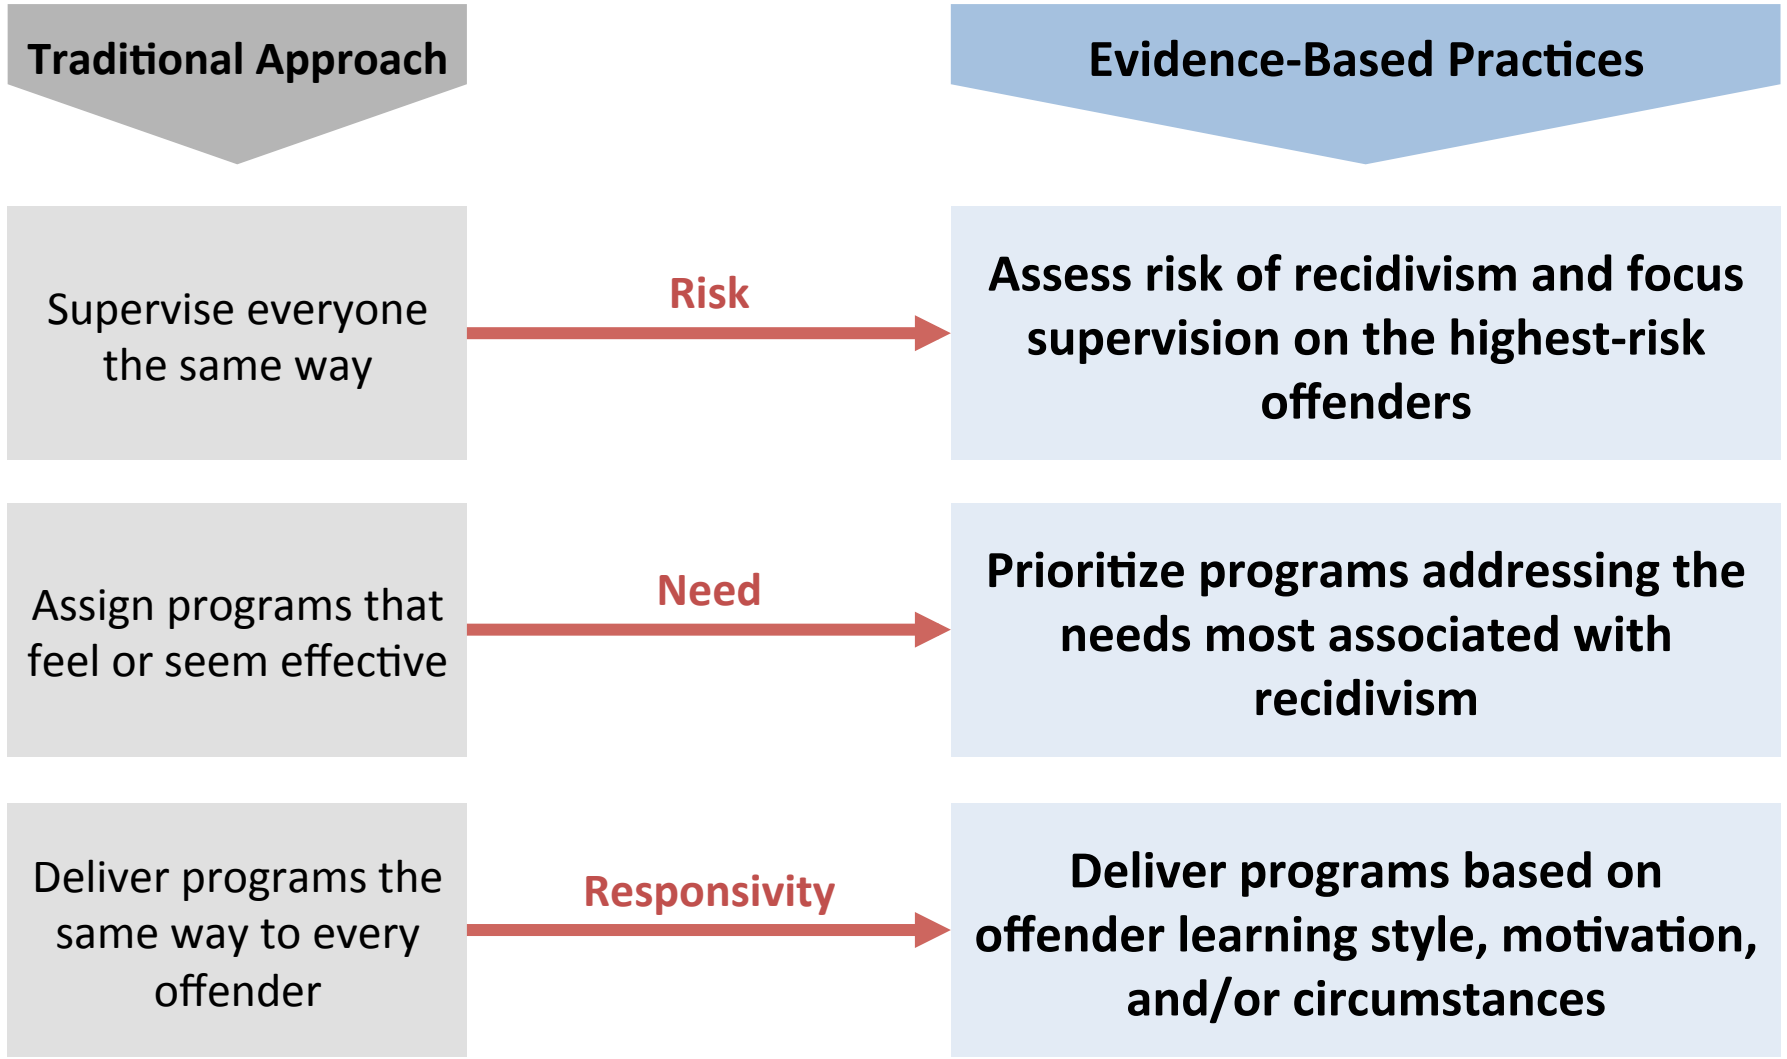 Traditional Approach
Evidence-Based Practices
Supervise everyone
the same way
Risk
Assess risk of recidivism and focus
supervision on the highest-risk
offenders
Assign programs that
feel or seem effective
Need
Prioritize programs addressing the
needs most associated with
recidivism
Deliver programs the
same way to every
offender
Responsivity
Deliver programs based on
offender learning style, motivation,
and/or circumstances